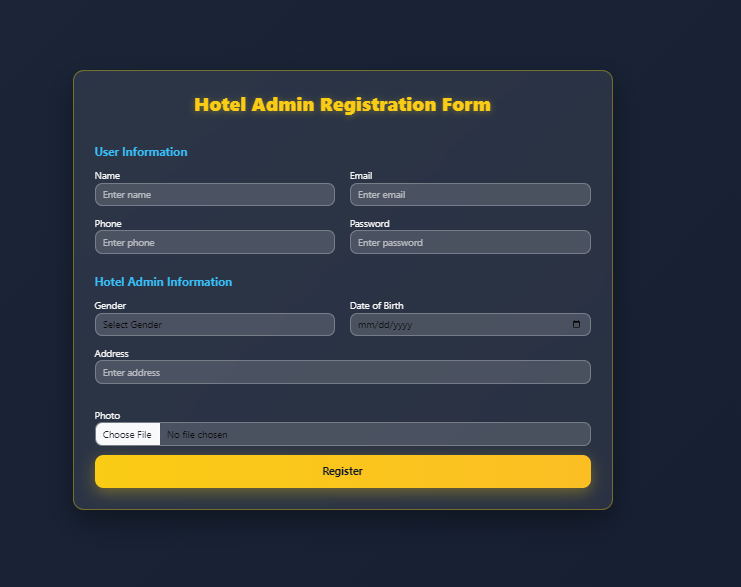 Hotel Admin Registration Form
User Information
Name Email
Enter name Enter email
Phone Password
Enter phone Enter password
Hotel Admin Information
Gender Date of Birth
Select Gender mm/dd/yyyy
Address
Enter address
Photo
Choose File No file chosen
Register